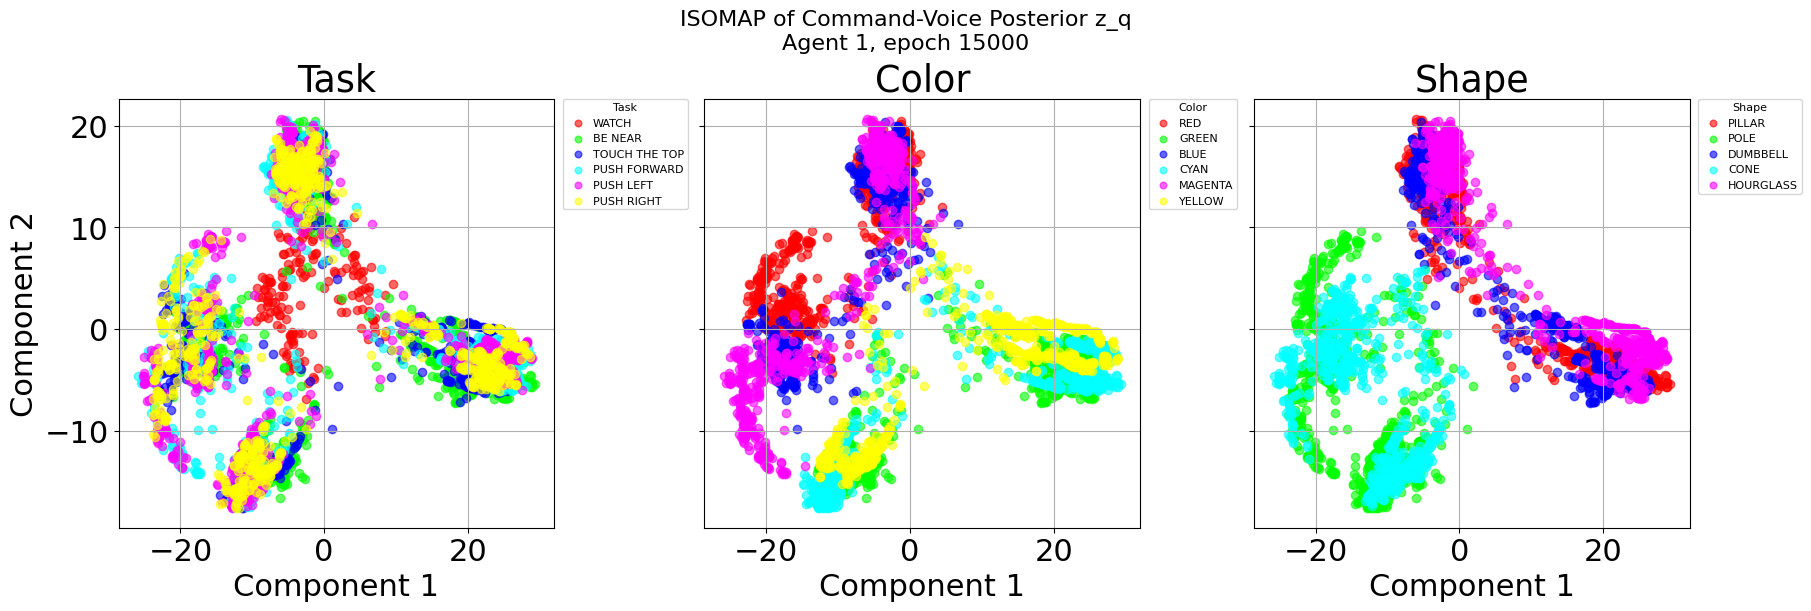 ISOMAP of Command-Voice Posterior z_q
Agent 1, epoch 15000
Task
Color
Shape
Task
WATCH
BE NEAR
TOUCH THE TOP
PUSH FORWARD
PUSH LEFT
PUSH RIGHT
Color
RED
GREEN
BLUE
CYAN
MAGENTA
YELLOW
Shape
PILLAR
POLE
DUMBBELL
CONE
HOURGLASS
Component 2
20
10
0
−10
−20 0 20
−20 0 20
−20 0 20
Component 1
Component 1
Component 1